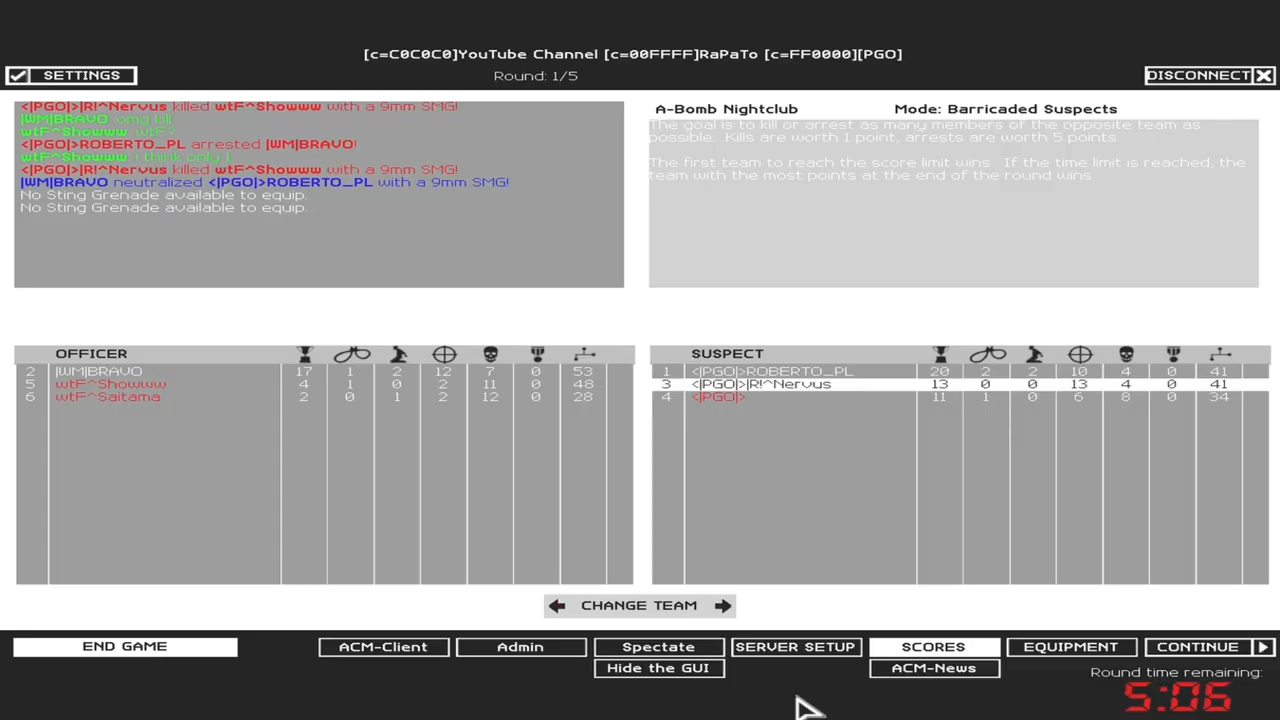 [c=C0C0C0]YouTube Channel [c=00FFFF]RaPaTo [c=FF0000][PGO]
SETTINGS
Round: 1/5
DISCONNECT
<|PGO|>|R!^Nervus killed wtF^Showww with a 9mm SMG!
|WM|BRAVO: omg kill
wtF^Showww: wtF?
<|PGO|>ROBERTO_PL arrested |WM|BRAVO!
wtF^Showww: i think only 1
<|PGO|>|R!^Nervus killed wtF^Showww with a 9mm SMG!
|WM|BRAVO neutralized <|PGO|>ROBERTO_PL with a 9mm SMG!
No Sting Grenade available to equip.
No Sting Grenade available to equip.
A-Bomb Nightclub Mode: Barricaded Suspects
The goal is to kill or arrest as many members of the opposite team as
possible. Kills are worth 1 point, arrests are worth 5 points.
The first team to reach the score limit wins. If the time limit is reached, the
team with the most points at the end of the round wins.
OFFICER
2 |WM|BRAVO 17 1 2 12 7 0 53
5 wtF^Showww 4 1 0 2 11 0 48
6 wtF^Saitama 2 0 1 2 12 0 28
SUSPECT
1 <|PGO|>ROBERTO_PL 20 2 2 10 4 0 41
3 <|PGO|>|R!^Nervus 13 0 0 13 4 0 41
4 <|PGO|> 11 1 0 6 8 0 34
CHANGE TEAM
END GAME
ACM-Client
Admin
Spectate
SERVER SETUP
SCORES
EQUIPMENT
CONTINUE
Hide the GUI
ACM-News
Round time remaining:
5:06